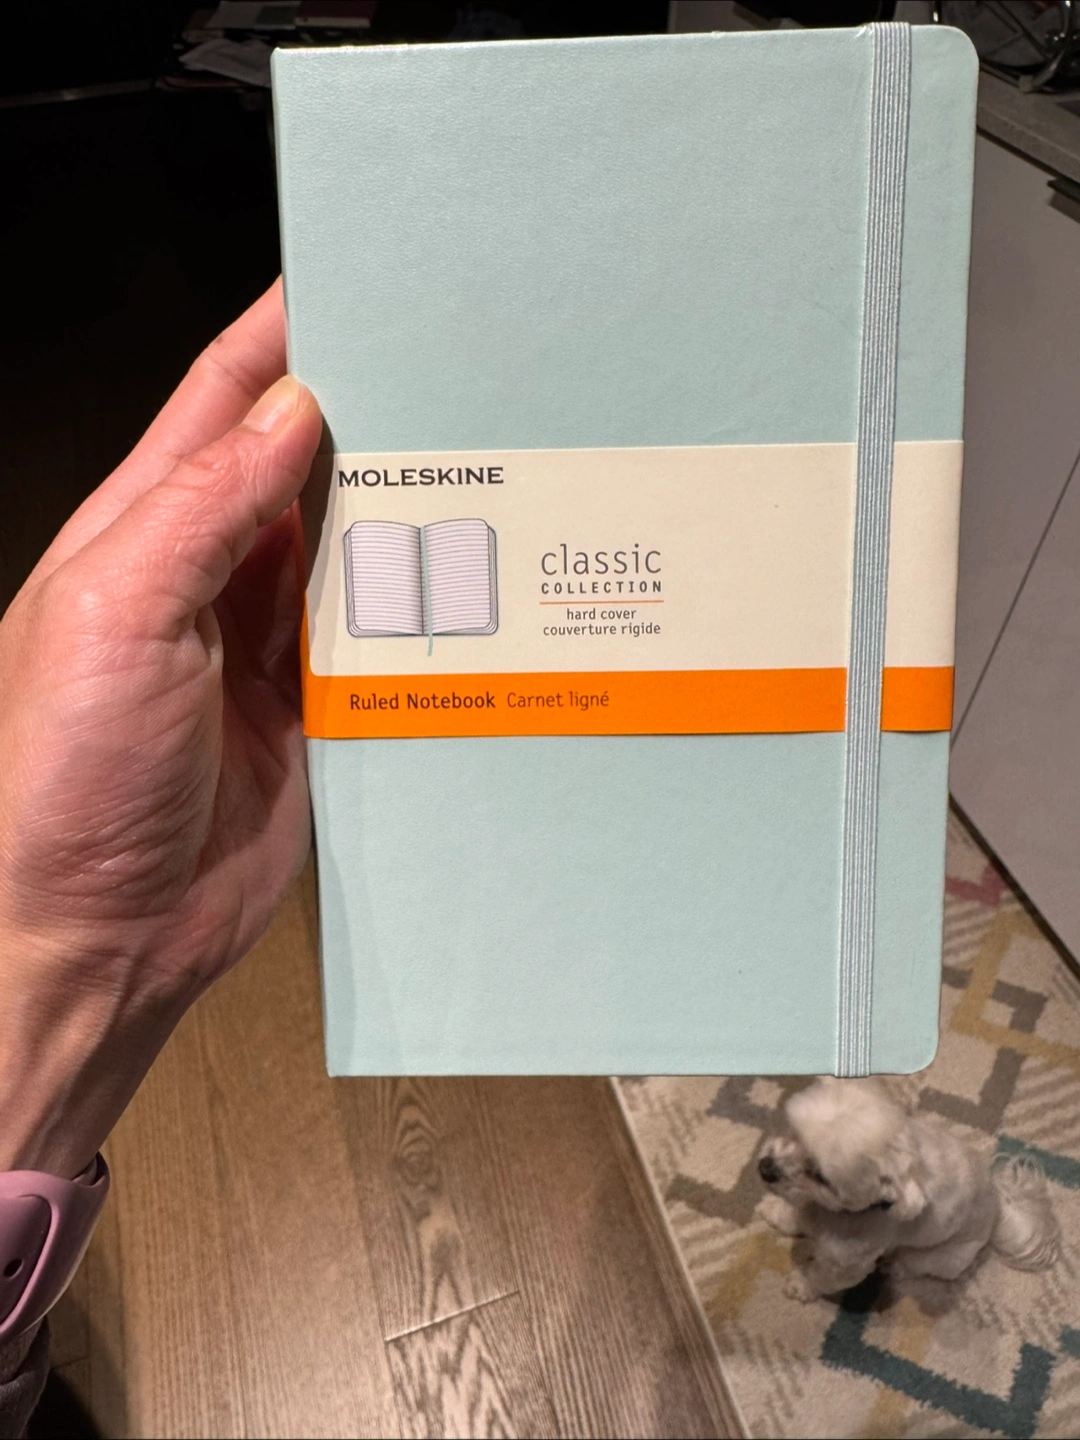 MOLESKINE
classic
COLLECTION
hard cover
couverture rigide
Ruled Notebook Carnet ligné